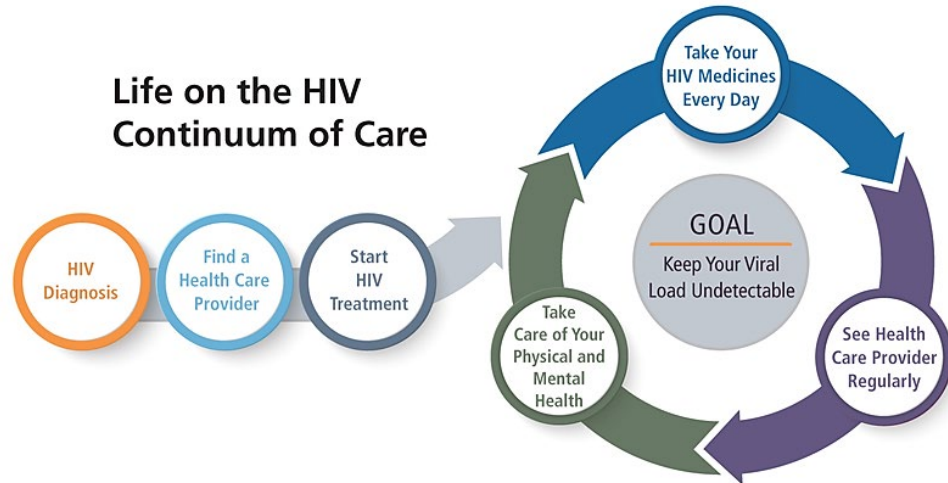 Life on the HIV
Continuum of Care
HIV
Diagnosis
Find a
Health Care
Provider
Start
HIV
Treatment
Take Your
HIV Medicines
Every Day
See Health
Care Provider
Regularly
Take
Care of Your
Physical and
Mental
Health
GOAL
Keep Your Viral
Load Undetectable